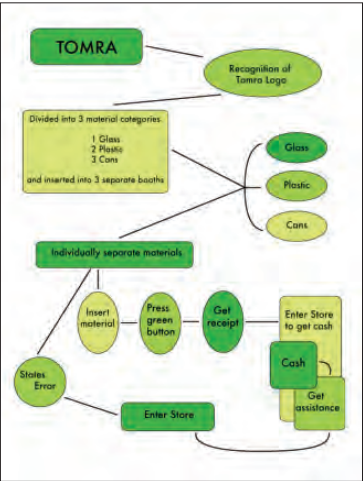 TOMRA
Recognition of
Tomra Logo
Divided into 3 material categories
1 Glass
2 Plastic
3 Cans
and inserted into 3 separate booths
Glass
Plastic
Cans
Individually separate materials
Insert
material
Press
green
button
Get
receipt
Enter Store
to get cash
Cash
Get
assistance
States
Error
Enter Store